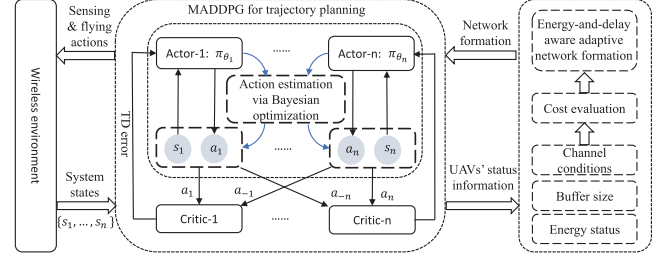 MADDPG for trajectory planning
Sensing
& flying
actions
Wireless environment
System
states
{s₁, …, sₙ}
TD error
Actor-1: π_θ₁
......
Actor-n: π_θₙ
Action estimation
via Bayesian
optimization
s₁
a₁
aₙ
sₙ
a₁
a₋₁
a₋ₙ
aₙ
Critic-1
......
Critic-n
Network
formation
UAVs' status
information
Energy-and-delay
aware adaptive
network formation
Cost evaluation
Channel
conditions
Buffer size
Energy status